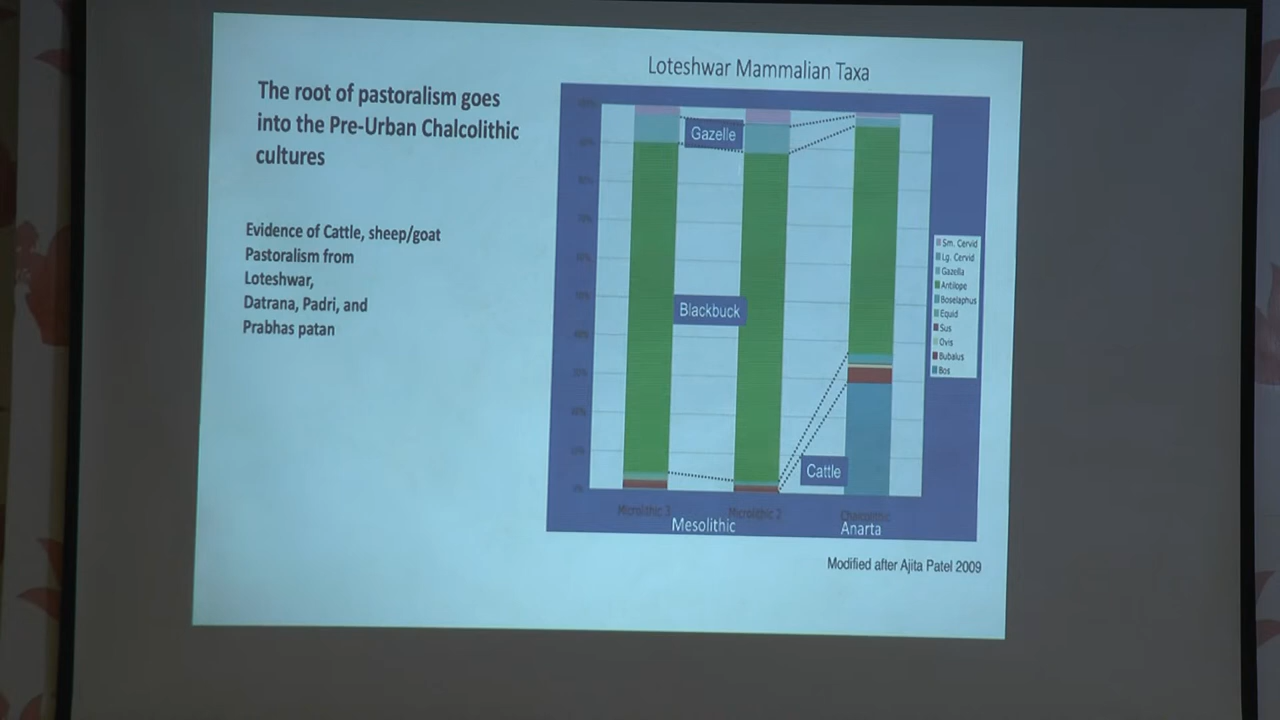 The root of pastoralism goes
into the Pre-Urban Chalcolithic
cultures
Evidence of Cattle, sheep/goat
Pastoralism from
Loteshwar,
Datrana, Padri, and
Prabhas patan
Loteshwar Mammalian Taxa
Gazelle
Blackbuck
Cattle
Sm. Cervid
Lg. Cervid
Gazella
Antilope
Boselaphus
Equid
Sus
Ovis
Bubalus
Bos
Microlithic 3
Microlithic 2
Chalcolithic
Mesolithic
Anarta
Modified after Ajita Patel 2009